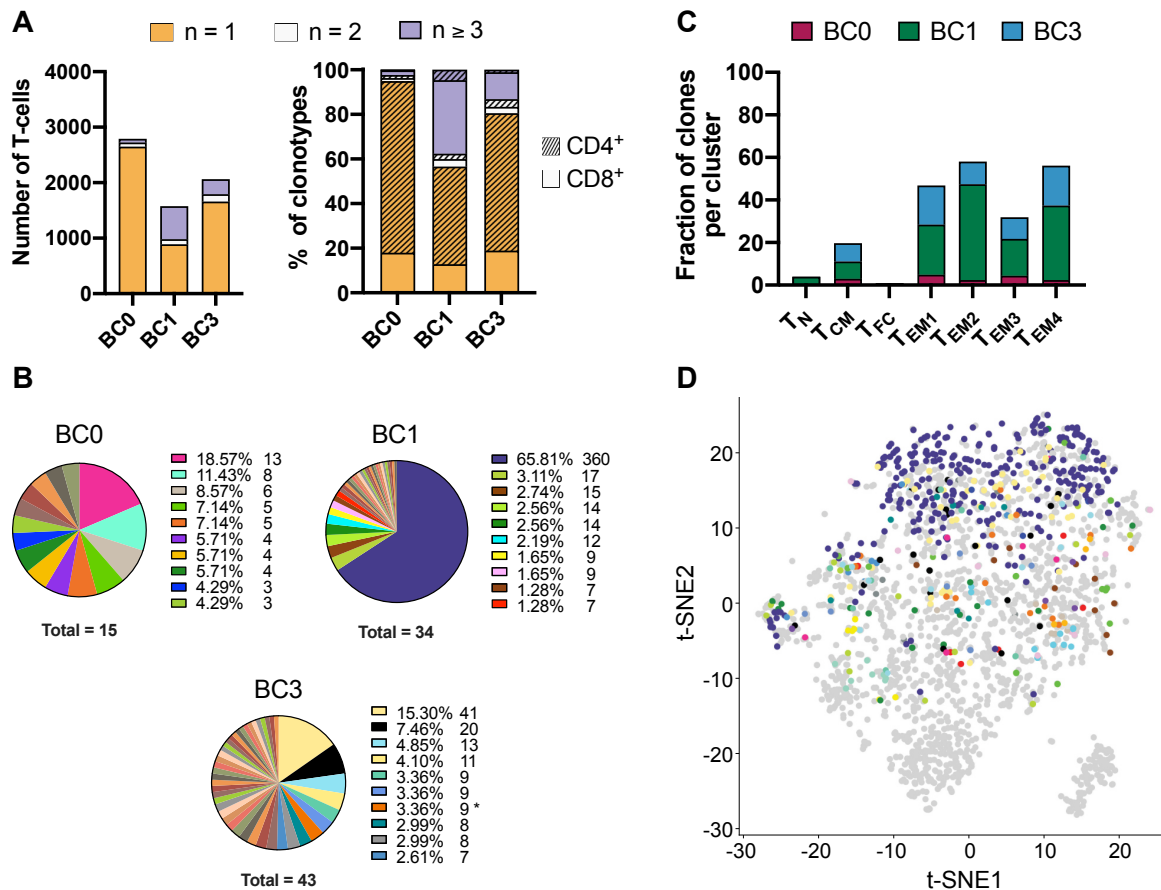 A
n = 1
n = 2
n ≥ 3
Number of T-cells
4000
3000
2000
1000
0
BC0
BC1
BC3
% of clonotypes
100
80
60
40
20
0
BC0
BC1
BC3
CD4+
CD8+
C
BC0
BC1
BC3
Fraction of clones
per cluster
100
80
60
40
20
0
TN
TCM
TFC
TEM1
TEM2
TEM3
TEM4
B
BC0
18.57% 13
11.43% 8
8.57% 6
7.14% 5
7.14% 5
5.71% 4
5.71% 4
5.71% 4
4.29% 3
4.29% 3
Total = 15
BC1
65.81% 360
3.11% 17
2.74% 15
2.56% 14
2.56% 14
2.19% 12
1.65% 9
1.65% 9
1.28% 7
1.28% 7
Total = 34
BC3
15.30% 41
7.46% 20
4.85% 13
4.10% 11
3.36% 9
3.36% 9
3.36% 9 *
2.99% 8
2.99% 8
2.61% 7
Total = 43
D
t-SNE2
20
10
0
-10
-20
-30
-30
-20
-10
0
10
20
t-SNE1